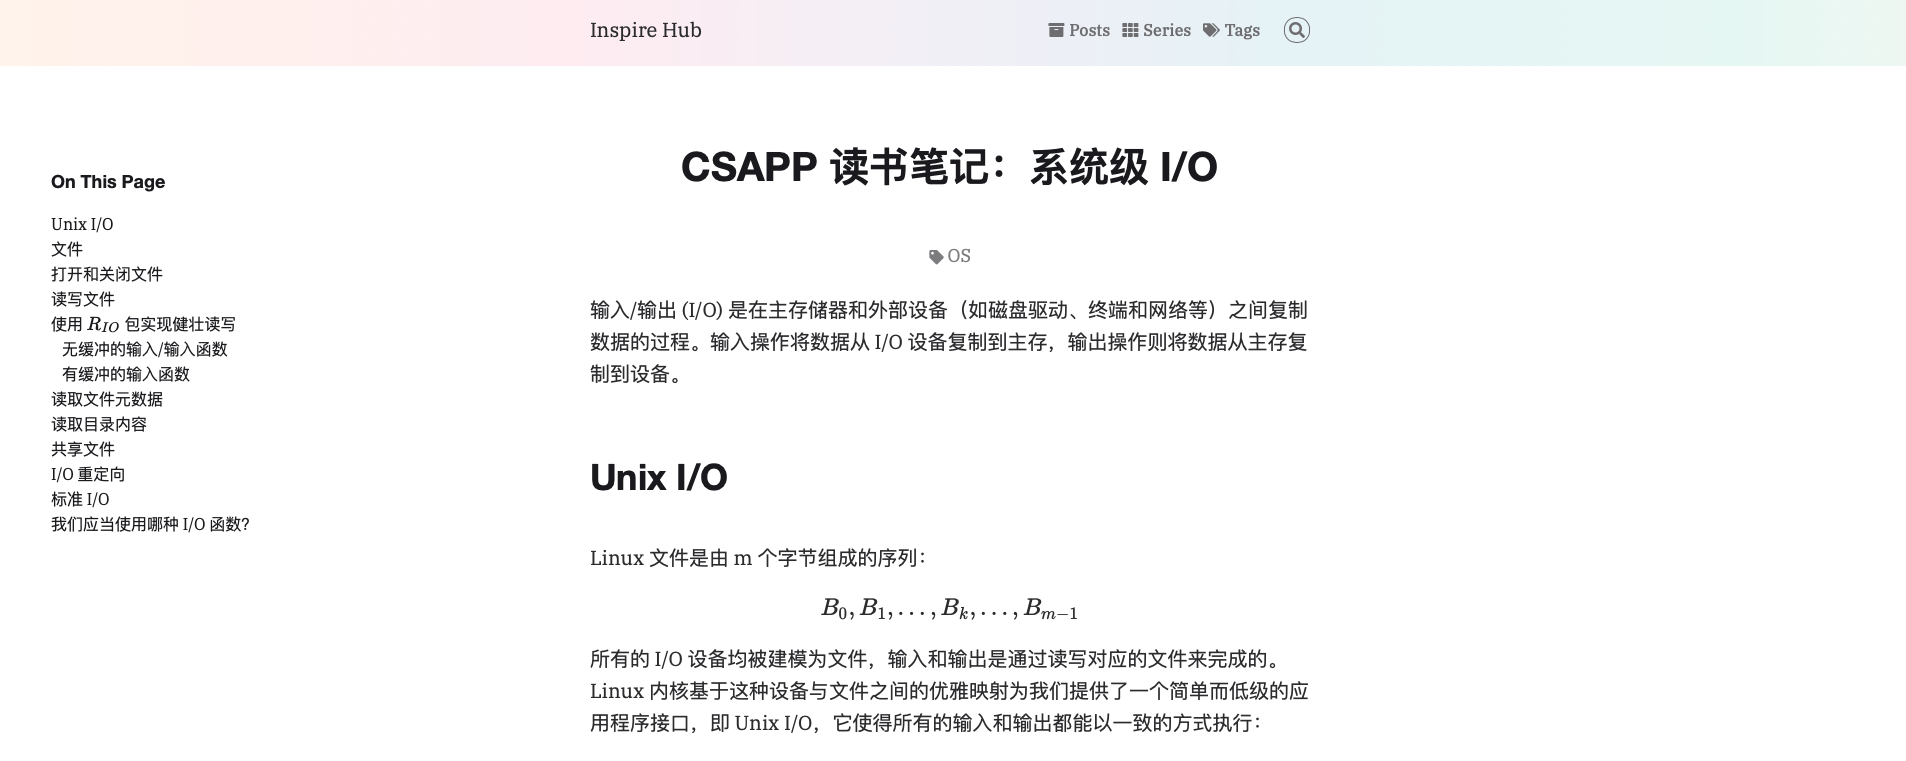 Inspire Hub
Posts Series Tags
On This Page
Unix I/O
文件
打开和关闭文件
读写文件
使用 R_{IO} 包实现健壮读写
无缓冲的输入/输入函数
有缓冲的输入函数
读取文件元数据
读取目录内容
共享文件
I/O 重定向
标准 I/O
我们应当使用哪种 I/O 函数?
CSAPP 读书笔记：系统级 I/O
OS
输入/输出 (I/O) 是在主存储器和外部设备（如磁盘驱动、终端和网络等）之间复制
数据的过程。输入操作将数据从 I/O 设备复制到主存，输出操作则将数据从主存复
制到设备。
Unix I/O
Linux 文件是由 m 个字节组成的序列：
B_0, B_1, ..., B_k, ..., B_{m-1}
所有的 I/O 设备均被建模为文件，输入和输出是通过读写对应的文件来完成的。
Linux 内核基于这种设备与文件之间的优雅映射为我们提供了一个简单而低级的应
用程序接口，即 Unix I/O，它使得所有的输入和输出都能以一致的方式执行：